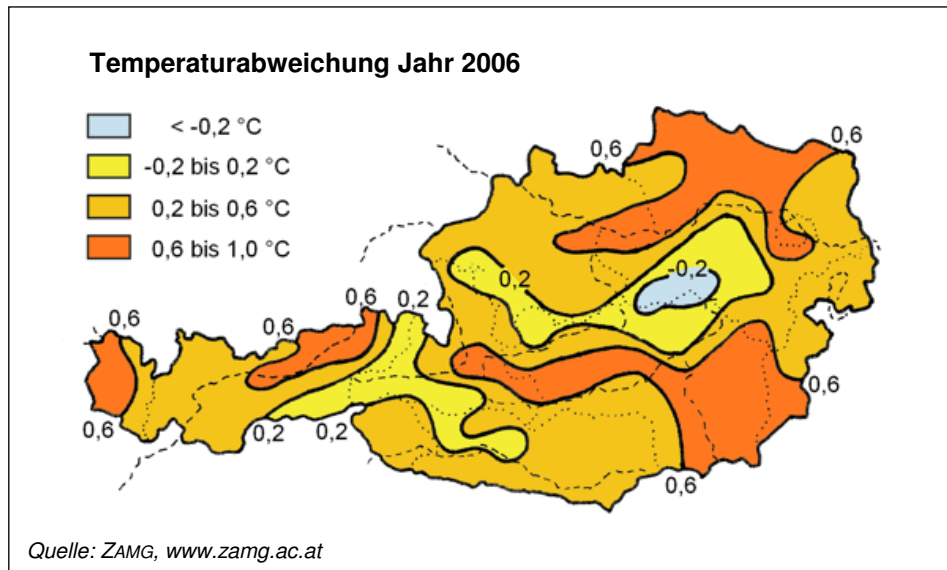 Temperaturabweichung Jahr 2006
< -0,2 °C
-0,2 bis 0,2 °C
0,2 bis 0,6 °C
0,6 bis 1,0 °C
0,6
0,6
0,2
-0,2
0,6
0,2
0,6
0,6
0,6
0,6
0,2
0,2
0,6
Quelle: ZAMG, www.zamg.ac.at